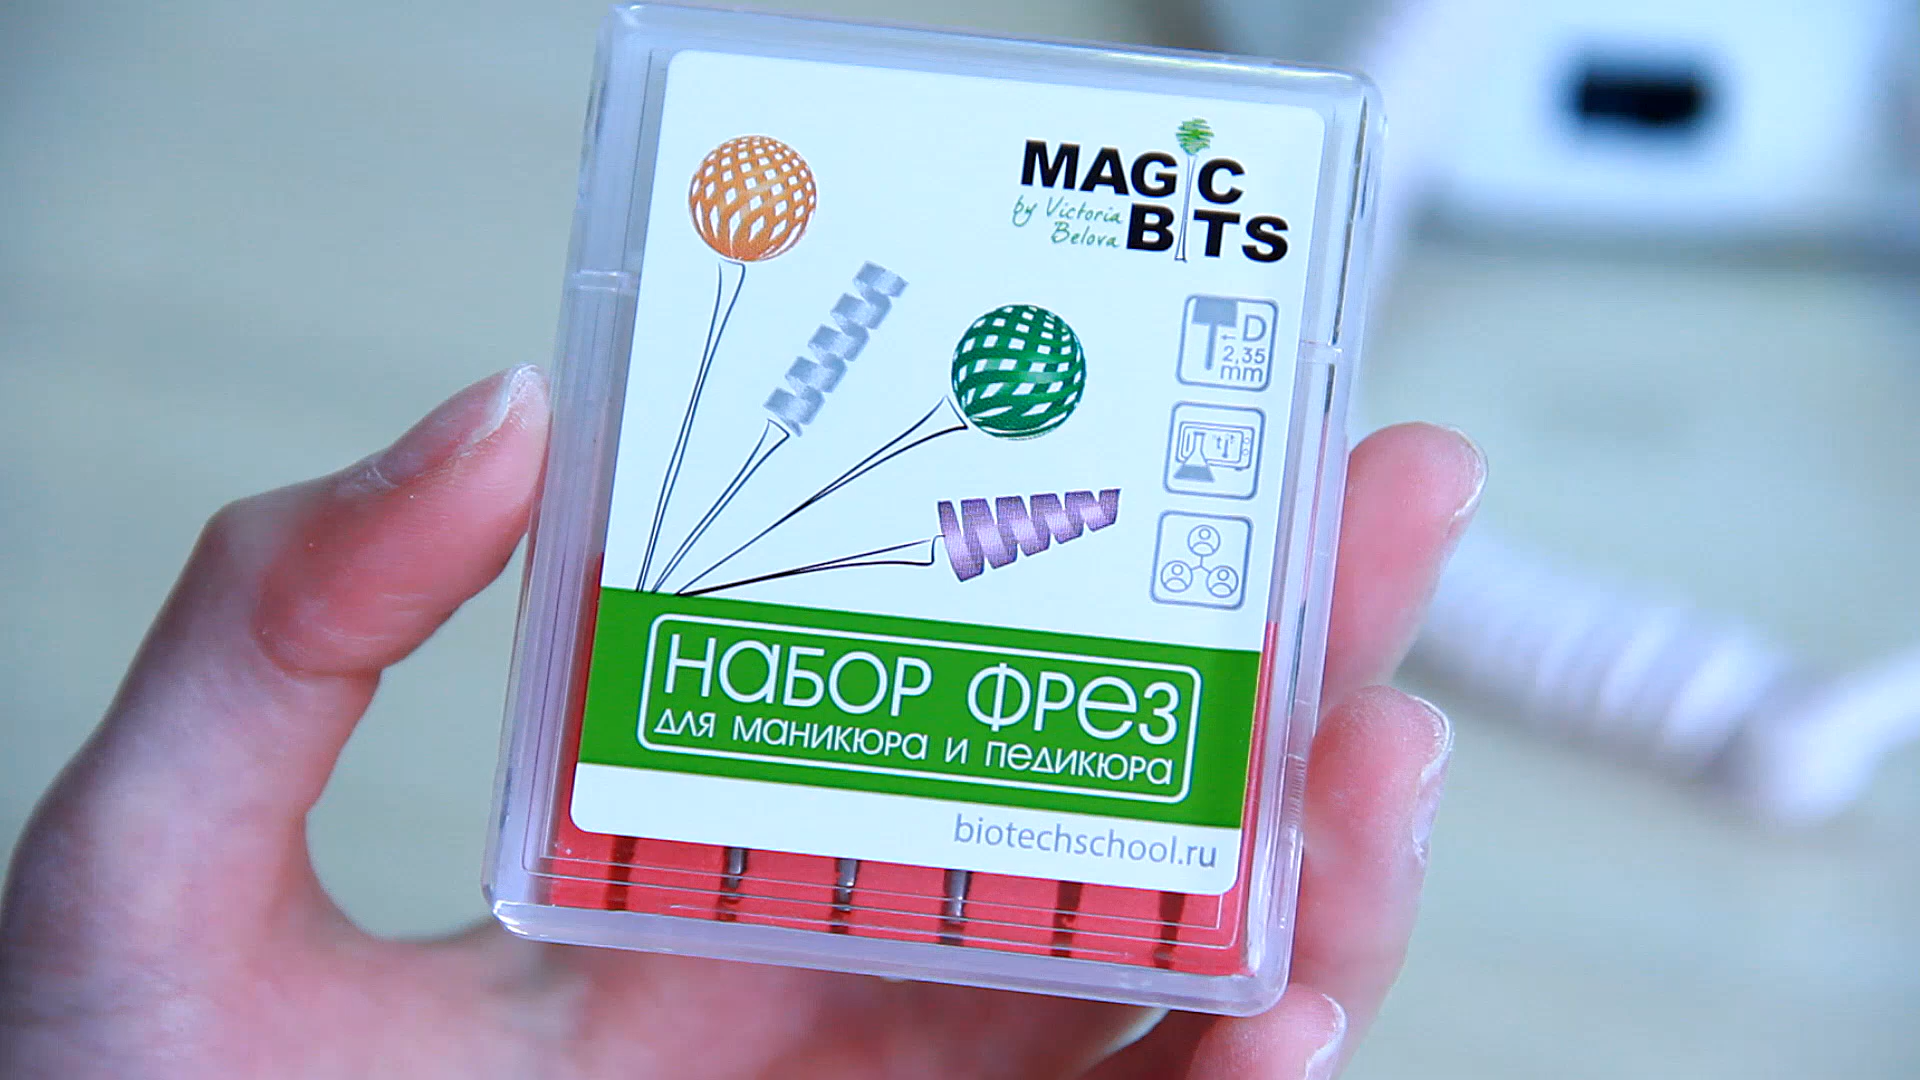 MAGIC
by Victoria
Belova
BITS
D
2,35
mm
НАБОР ФРЕЗ
для маникюра и педикюра
biotechschool.ru